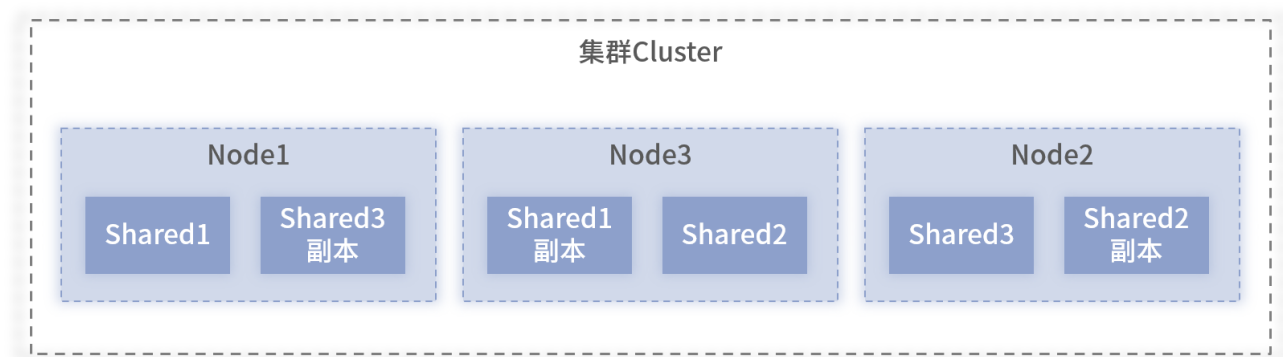 集群Cluster
Node1
Shared1
Shared3
副本
Node3
Shared1
副本
Shared2
Node2
Shared3
Shared2
副本